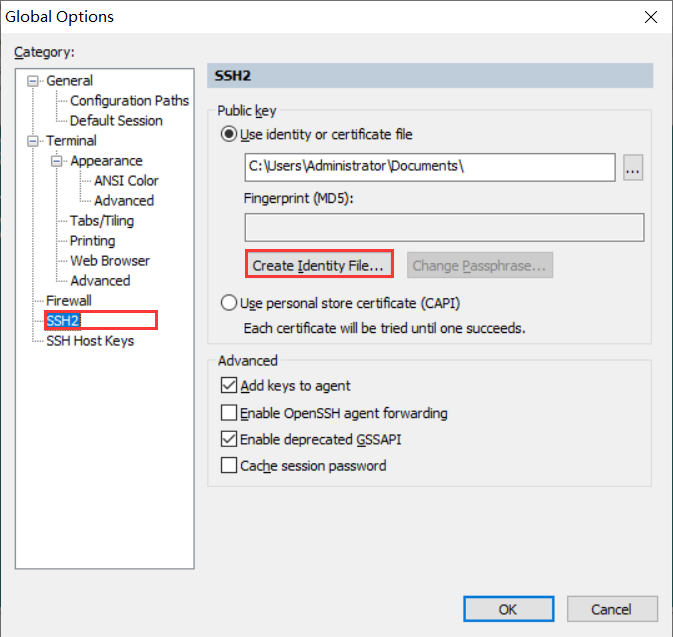 Global Options
Category:
General
Configuration Paths
Default Session
Terminal
Appearance
ANSI Color
Advanced
Tabs/Tiling
Printing
Web Browser
Advanced
Firewall
SSH2
SSH Host Keys
SSH2
Public key
Use identity or certificate file
C:\Users\Administrator\Documents\
...
Fingerprint (MD5):
Create Identity File...
Change Passphrase...
Use personal store certificate (CAPI)
Each certificate will be tried until one succeeds.
Advanced
Add keys to agent
Enable OpenSSH agent forwarding
Enable deprecated GSSAPI
Cache session password
OK
Cancel